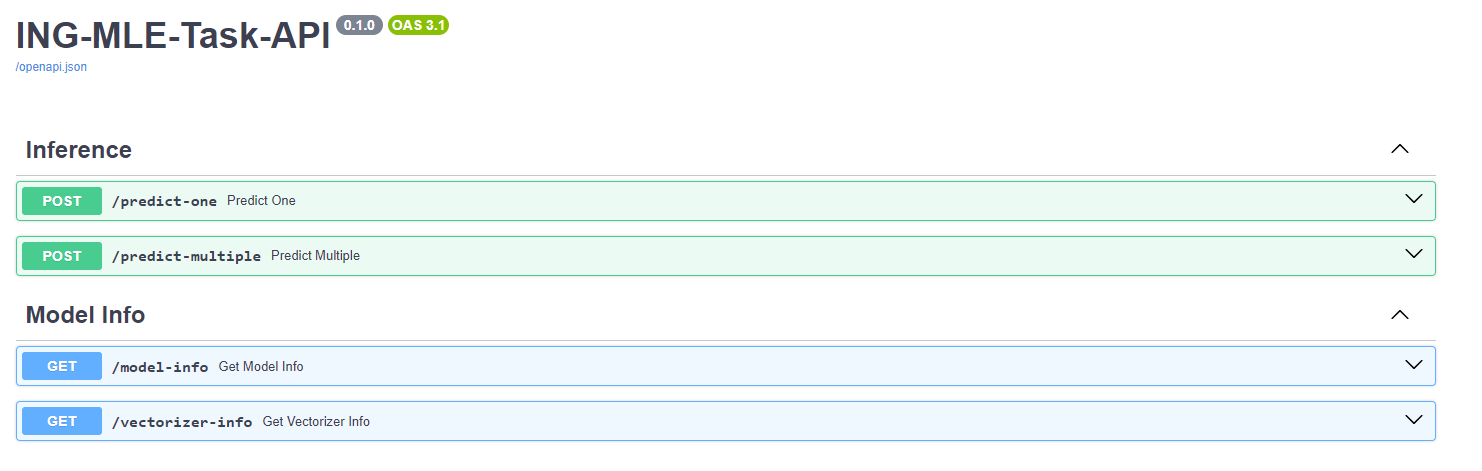 ING-MLE-Task-API 0.1.0 OAS 3.1
/openapi.json
Inference
POST /predict-one Predict One
POST /predict-multiple Predict Multiple
Model Info
GET /model-info Get Model Info
GET /vectorizer-info Get Vectorizer Info